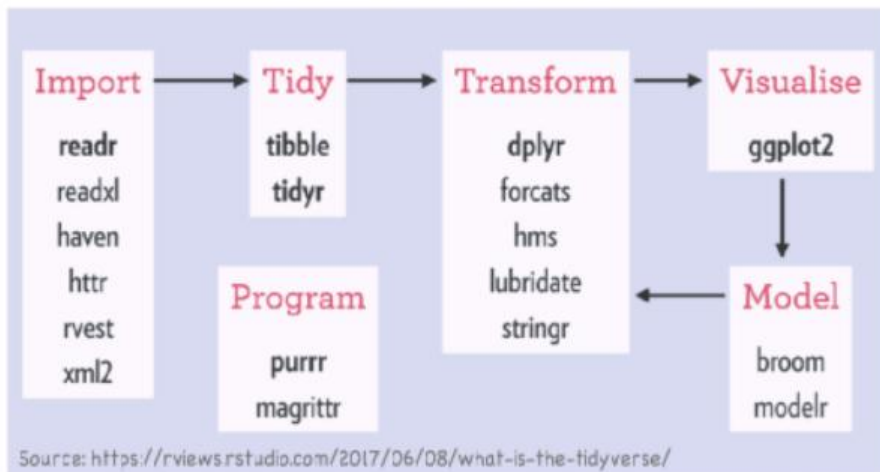 Import
readr
readxl
haven
httr
rvest
xml2
Tidy
tibble
tidyr
Program
purrr
magrittr
Transform
dplyr
forcats
hms
lubridate
stringr
Visualise
ggplot2
Model
broom
modelr
Source: https://rviews.rstudio.com/2017/06/08/what-is-the-tidyverse/